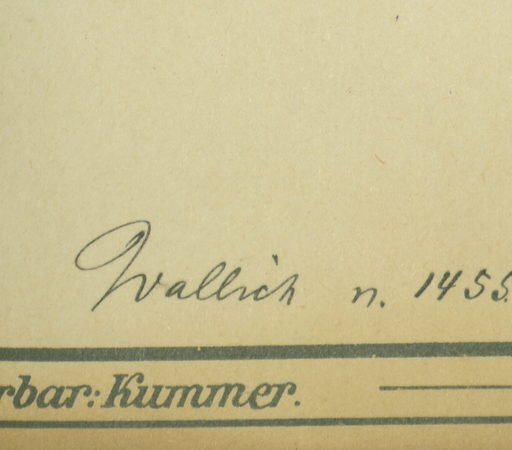 Wallich n. 1455
rbar: Kummer.